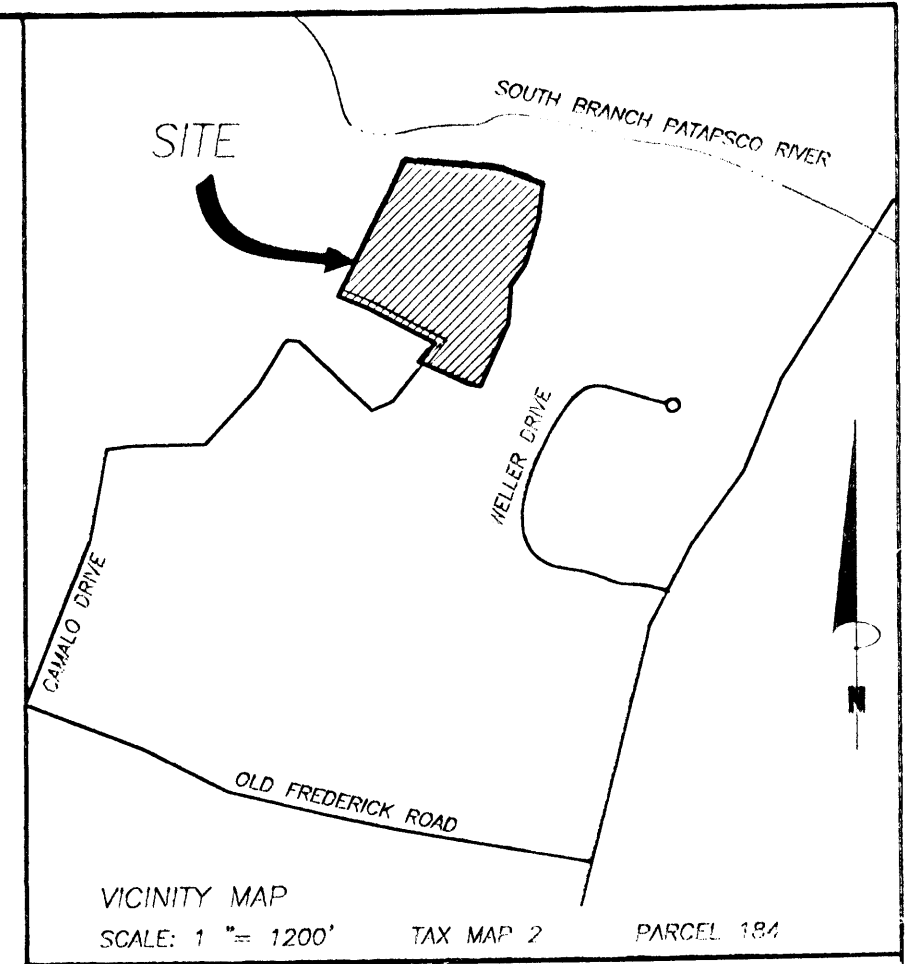 SOUTH BRANCH PATAPSCO RIVER
SITE
HELLER DRIVE
CAMALO DRIVE
N
OLD FREDERICK ROAD
VICINITY MAP
SCALE: 1 "= 1200' TAX MAP 2 PARCEL 184